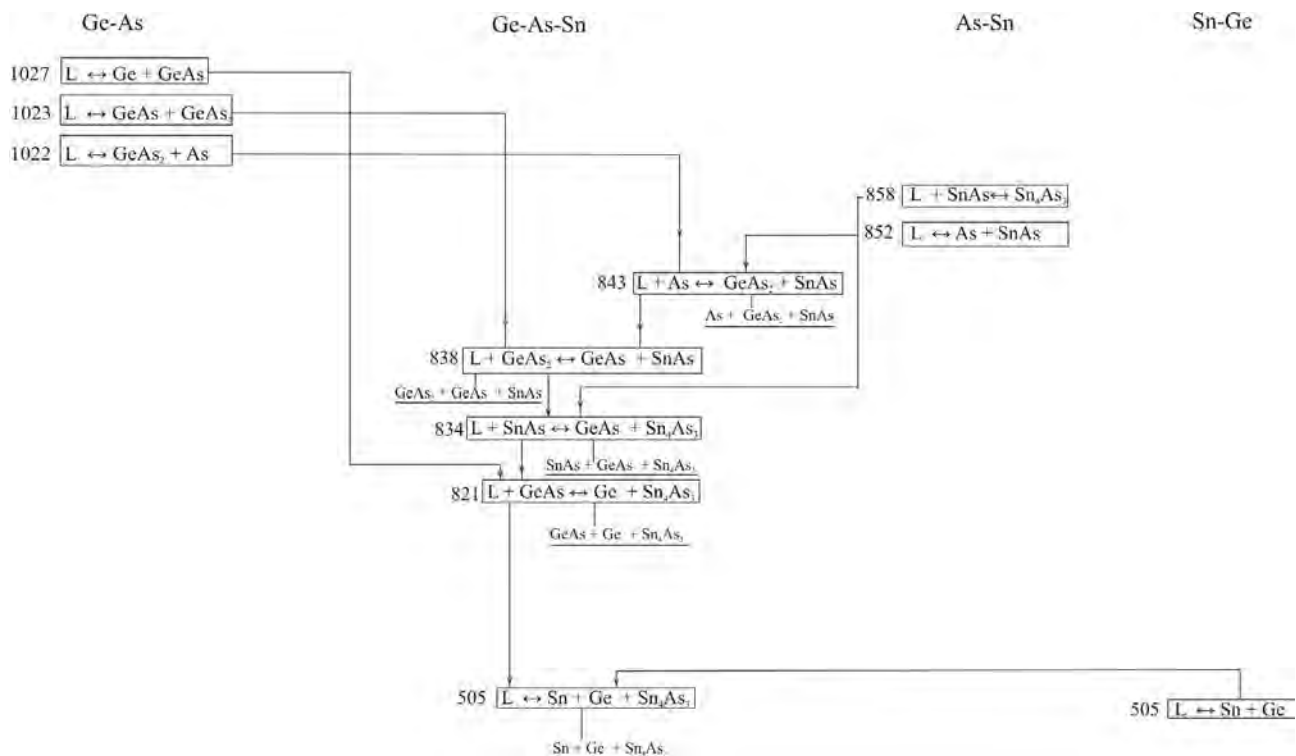 Ge-As Ge-As-Sn As-Sn Sn-Ge
1027 L ↔ Ge + GeAs
1023 L ↔ GeAs + GeAs₂
1022 L ↔ GeAs₂ + As
858 L + SnAs ↔ Sn₄As₃
852 L ↔ As + SnAs
843 L + As ↔ GeAs₂ + SnAs
As + GeAs₂ + SnAs
838 L + GeAs₂ ↔ GeAs + SnAs
GeAs₂ + GeAs + SnAs
834 L + SnAs ↔ GeAs + Sn₄As₃
SnAs + GeAs + Sn₄As₃
821 L + GeAs ↔ Ge + Sn₄As₃
GeAs + Ge + Sn₄As₃
505 L ↔ Sn + Ge + Sn₄As₃ 505 L ↔ Sn + Ge
Sn + Ge + Sn₄As